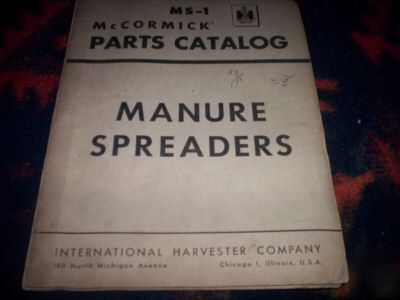 MS-1
McCORMICK
PARTS CATALOG
MANURE
SPREADERS
INTERNATIONAL HARVESTER COMPANY
180 North Michigan Avenue Chicago 1, Illinois, U.S.A.